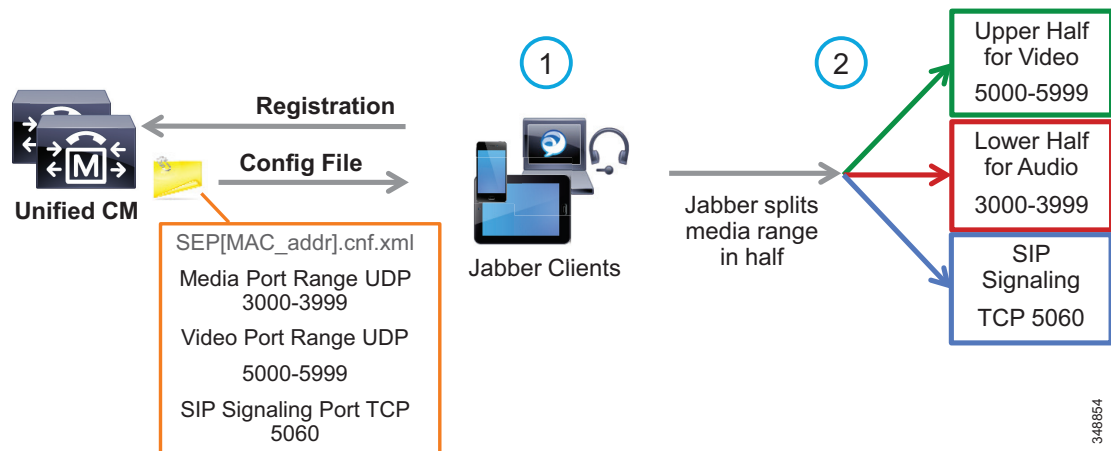 Registration
Config File
Unified CM
M
SEP[MAC_addr].cnf.xml
Media Port Range UDP
3000-3999
Video Port Range UDP
5000-5999
SIP Signaling Port TCP
5060
1
Jabber Clients
Jabber splits
media range
in half
2
Upper Half
for Video
5000-5999
Lower Half
for Audio
3000-3999
SIP
Signaling
TCP 5060
348854